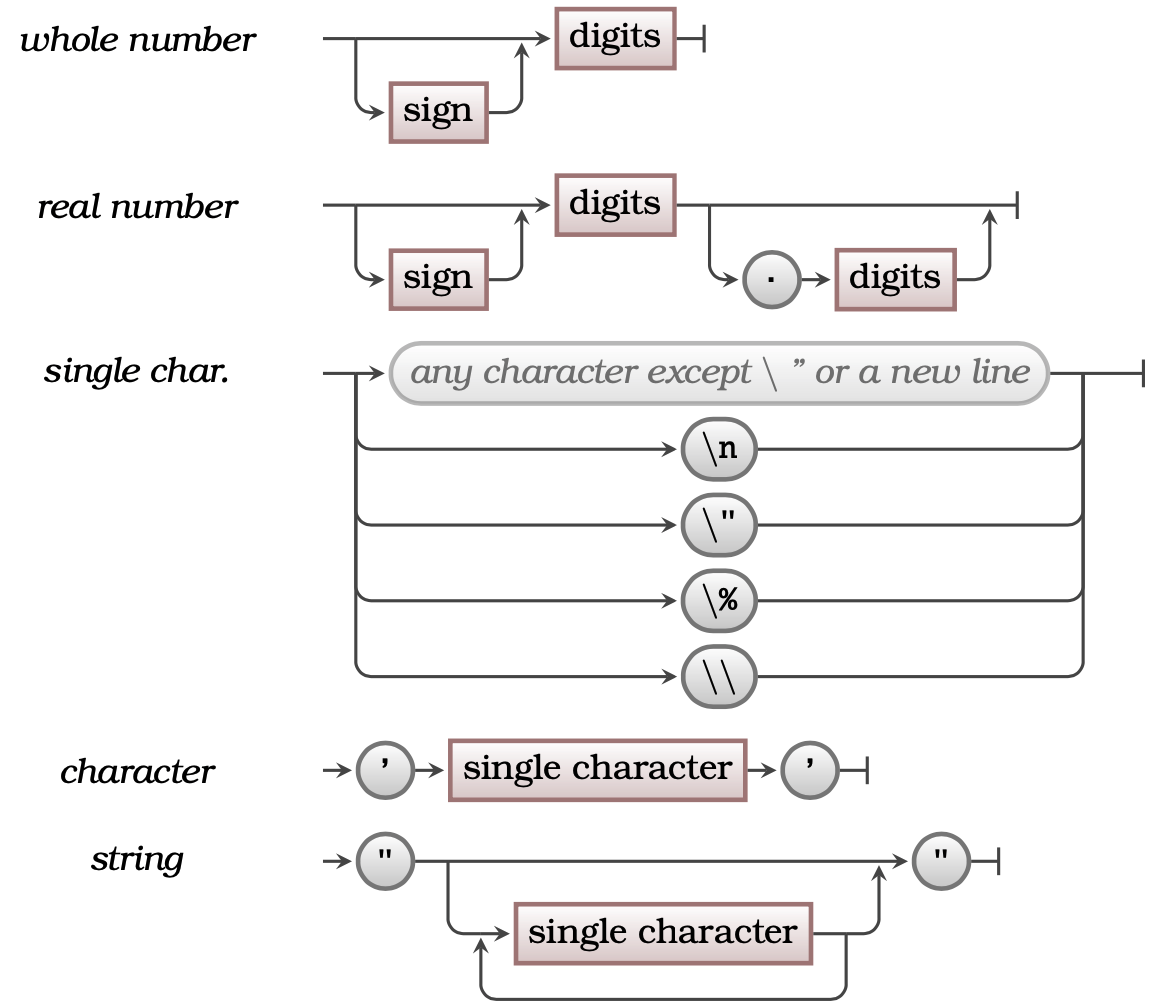 whole number digits
sign
real number digits
sign . digits
single char. any character except \ ” or a new line
\n
\"
\%
\\
character ’ single character ’
string " "
single character